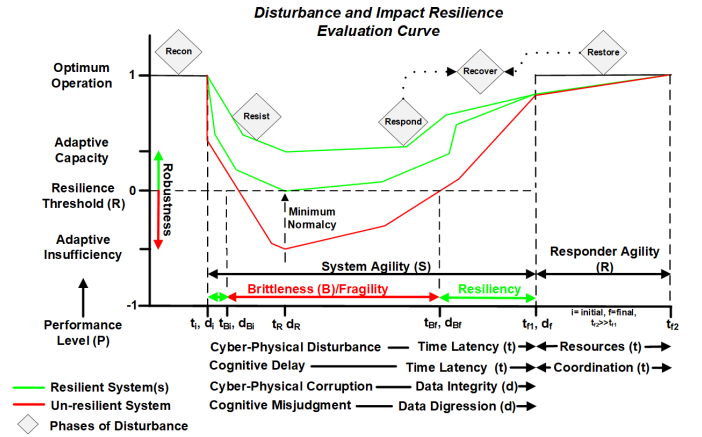 Disturbance and Impact Resilience
Evaluation Curve
Recon
Restore
Recover
Optimum
Operation
1
Resist
Respond
Adaptive
Capacity
Robustness
Resilience
Threshold (R)
0
Minimum
Normalcy
Adaptive
Insufficiency
System Agility (S)
Responder Agility
(R)
Brittleness (B)/Fragility
Resiliency
-1
i= initial, f=final,
tf2>>tf1
Performance
Level (P)
ti, di
tBi, dBi
tR dR
tBf, dBf
tf1, df
tf2
Cyber-Physical Disturbance
Time Latency (t)
Resources (t)
Cognitive Delay
Time Latency (t)
Coordination (t)
Cyber-Physical Corruption
Data Integrity (d)
Cognitive Misjudgment
Data Digression (d)
Resilient System(s)
Un-resilient System
Phases of Disturbance